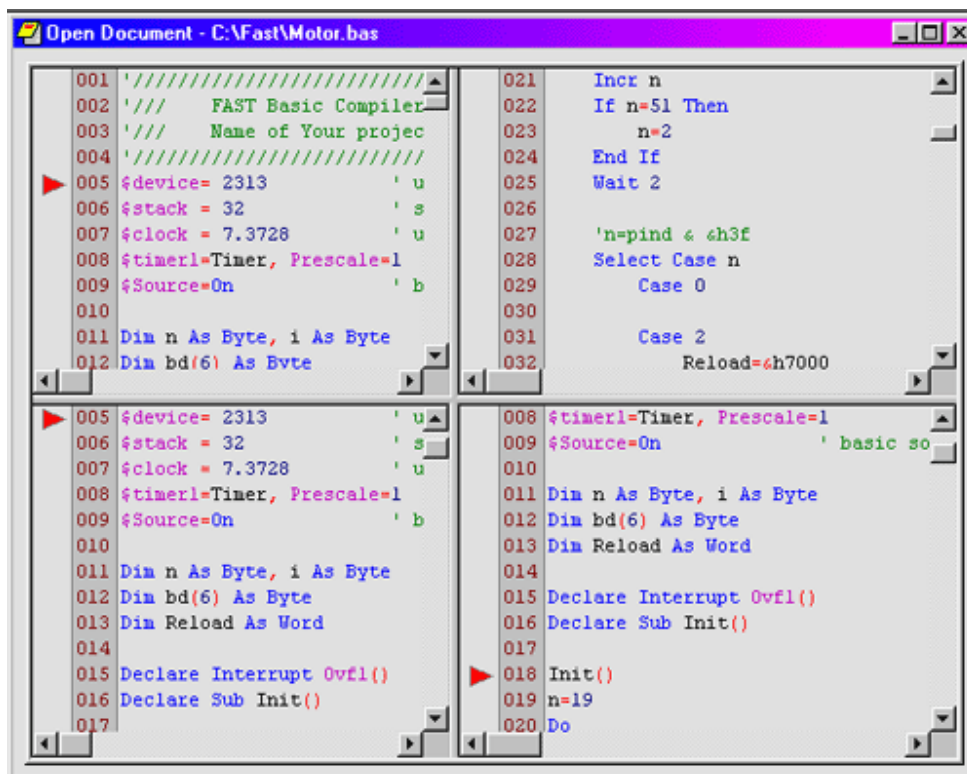 Open Document - C:\Fast\Motor.bas
001 '///////////////////////////
002 '///    FAST Basic Compiler
003 '///    Name of Your projec
004 '///////////////////////////
005 $device= 2313              ' u
006 $stack = 32                ' s
007 $clock = 7.3728            ' u
008 $timer1=Timer, Prescale=1
009 $Source=On                 ' b
010
011 Dim n As Byte, i As Byte
012 Dim bd(6) As Byte
021     Incr n
022     If n=51 Then
023         n=2
024     End If
025     Wait 2
026
027     'n=pind & &h3f
028     Select Case n
029         Case 0
030
031         Case 2
032             Reload=&h7000
005 $device= 2313              ' u
006 $stack = 32                ' s
007 $clock = 7.3728            ' u
008 $timer1=Timer, Prescale=1
009 $Source=On                 ' b
010
011 Dim n As Byte, i As Byte
012 Dim bd(6) As Byte
013 Dim Reload As Word
014
015 Declare Interrupt Ovf1()
016 Declare Sub Init()
017
008 $timer1=Timer, Prescale=1
009 $Source=On                 ' basic so
010
011 Dim n As Byte, i As Byte
012 Dim bd(6) As Byte
013 Dim Reload As Word
014
015 Declare Interrupt Ovf1()
016 Declare Sub Init()
018 Init()
019 n=19
020 Do